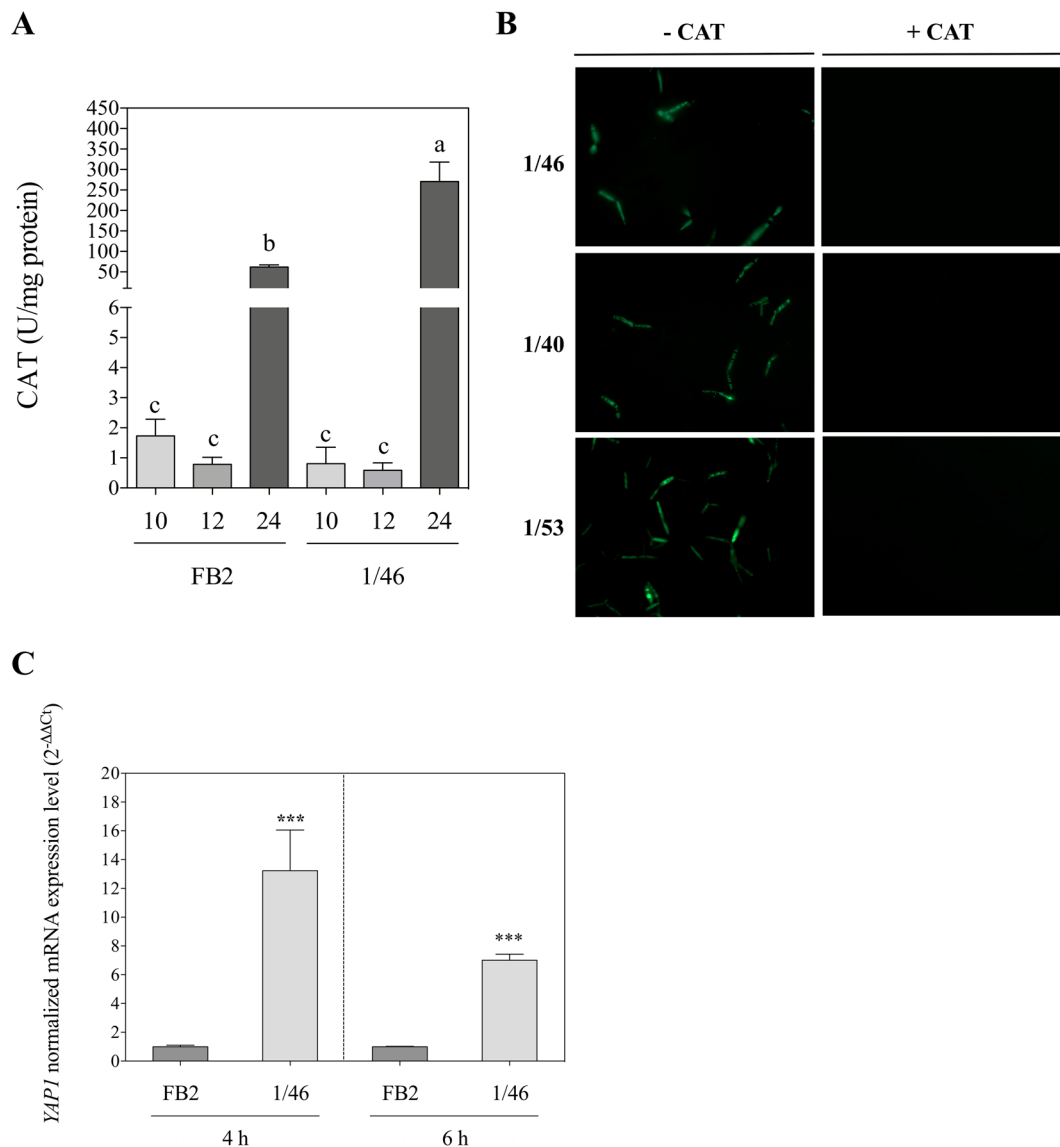 A
CAT (U/mg protein)
450
400
350
300
250
200
150
100
50
6
5
4
3
2
1
0
c
c
b
c
c
a
10 12 24 10 12 24
FB2 1/46
B
- CAT + CAT
1/46
1/40
1/53
C
YAP1 normalized mRNA expression level (2-ΔΔCt)
20
18
16
14
12
10
8
6
4
2
0
***
***
FB2 1/46 FB2 1/46
4 h 6 h